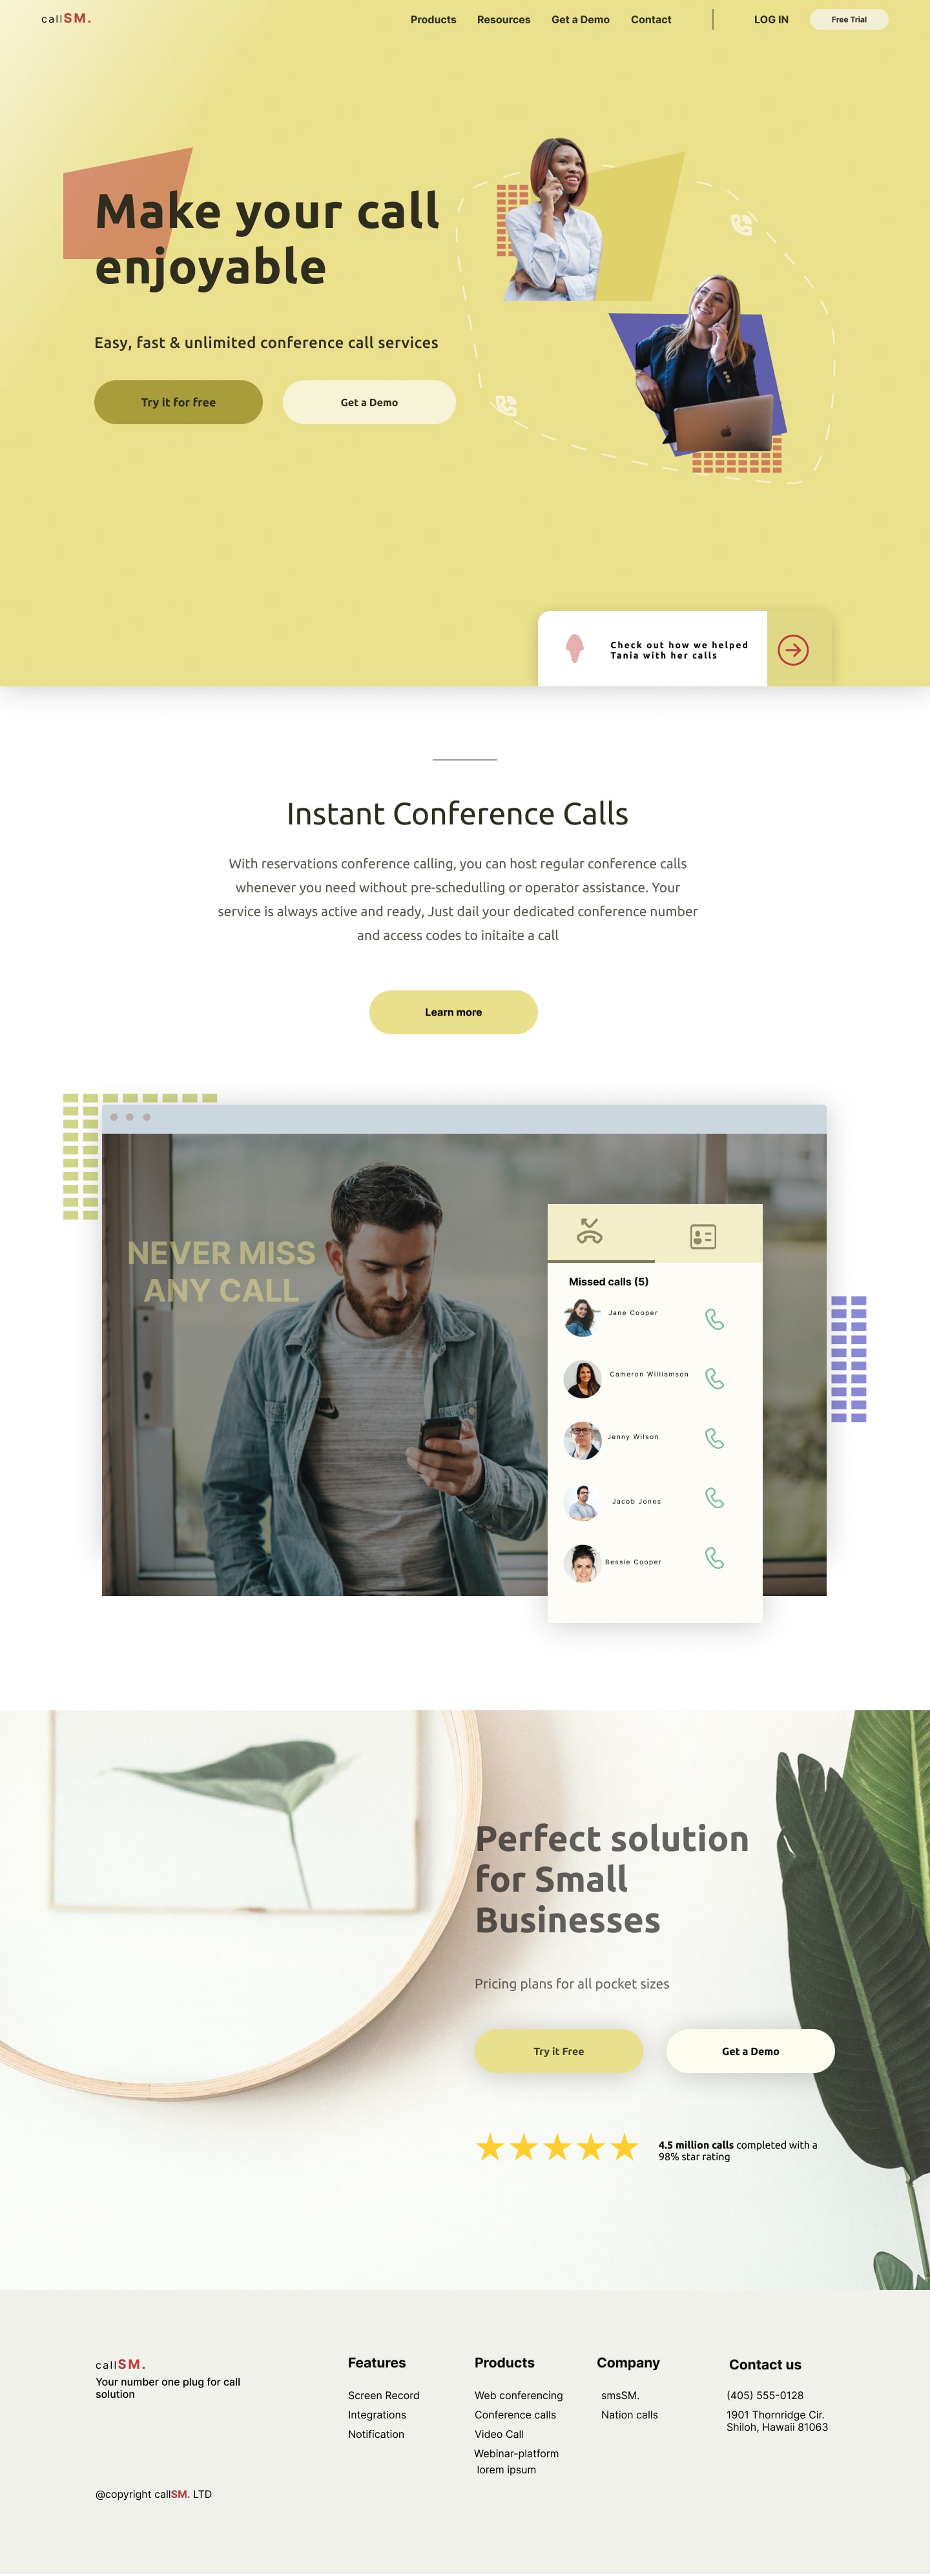 callSM.
Products Resources Get a Demo Contact LOG IN Free Trial
Make your call
enjoyable
Easy, fast & unlimited conference call services
Try it for free Get a Demo
Check out how we helped
Tania with her calls
Instant Conference Calls
With reservations conference calling, you can host regular conference calls
whenever you need without pre-schedulling or operator assistance. Your
service is always active and ready, Just dail your dedicated conference number
and access codes to initaite a call
Learn more
NEVER MISS
ANY CALL
Missed calls (5)
Jane Cooper
Cameron Williamson
Jenny Wilson
Jacob Jones
Bessie Cooper
Perfect solution
for Small
Businesses
Pricing plans for all pocket sizes
Try it Free Get a Demo
4.5 million calls completed with a
98% star rating
callSM.
Your number one plug for call
solution
@copyright callSM. LTD
Features
Screen Record
Integrations
Notification
Products
Web conferencing
Conference calls
Video Call
Webinar-platform
lorem ipsum
Company
smsSM.
Nation calls
Contact us
(405) 555-0128
1901 Thornridge Cir.
Shiloh, Hawaii 81063